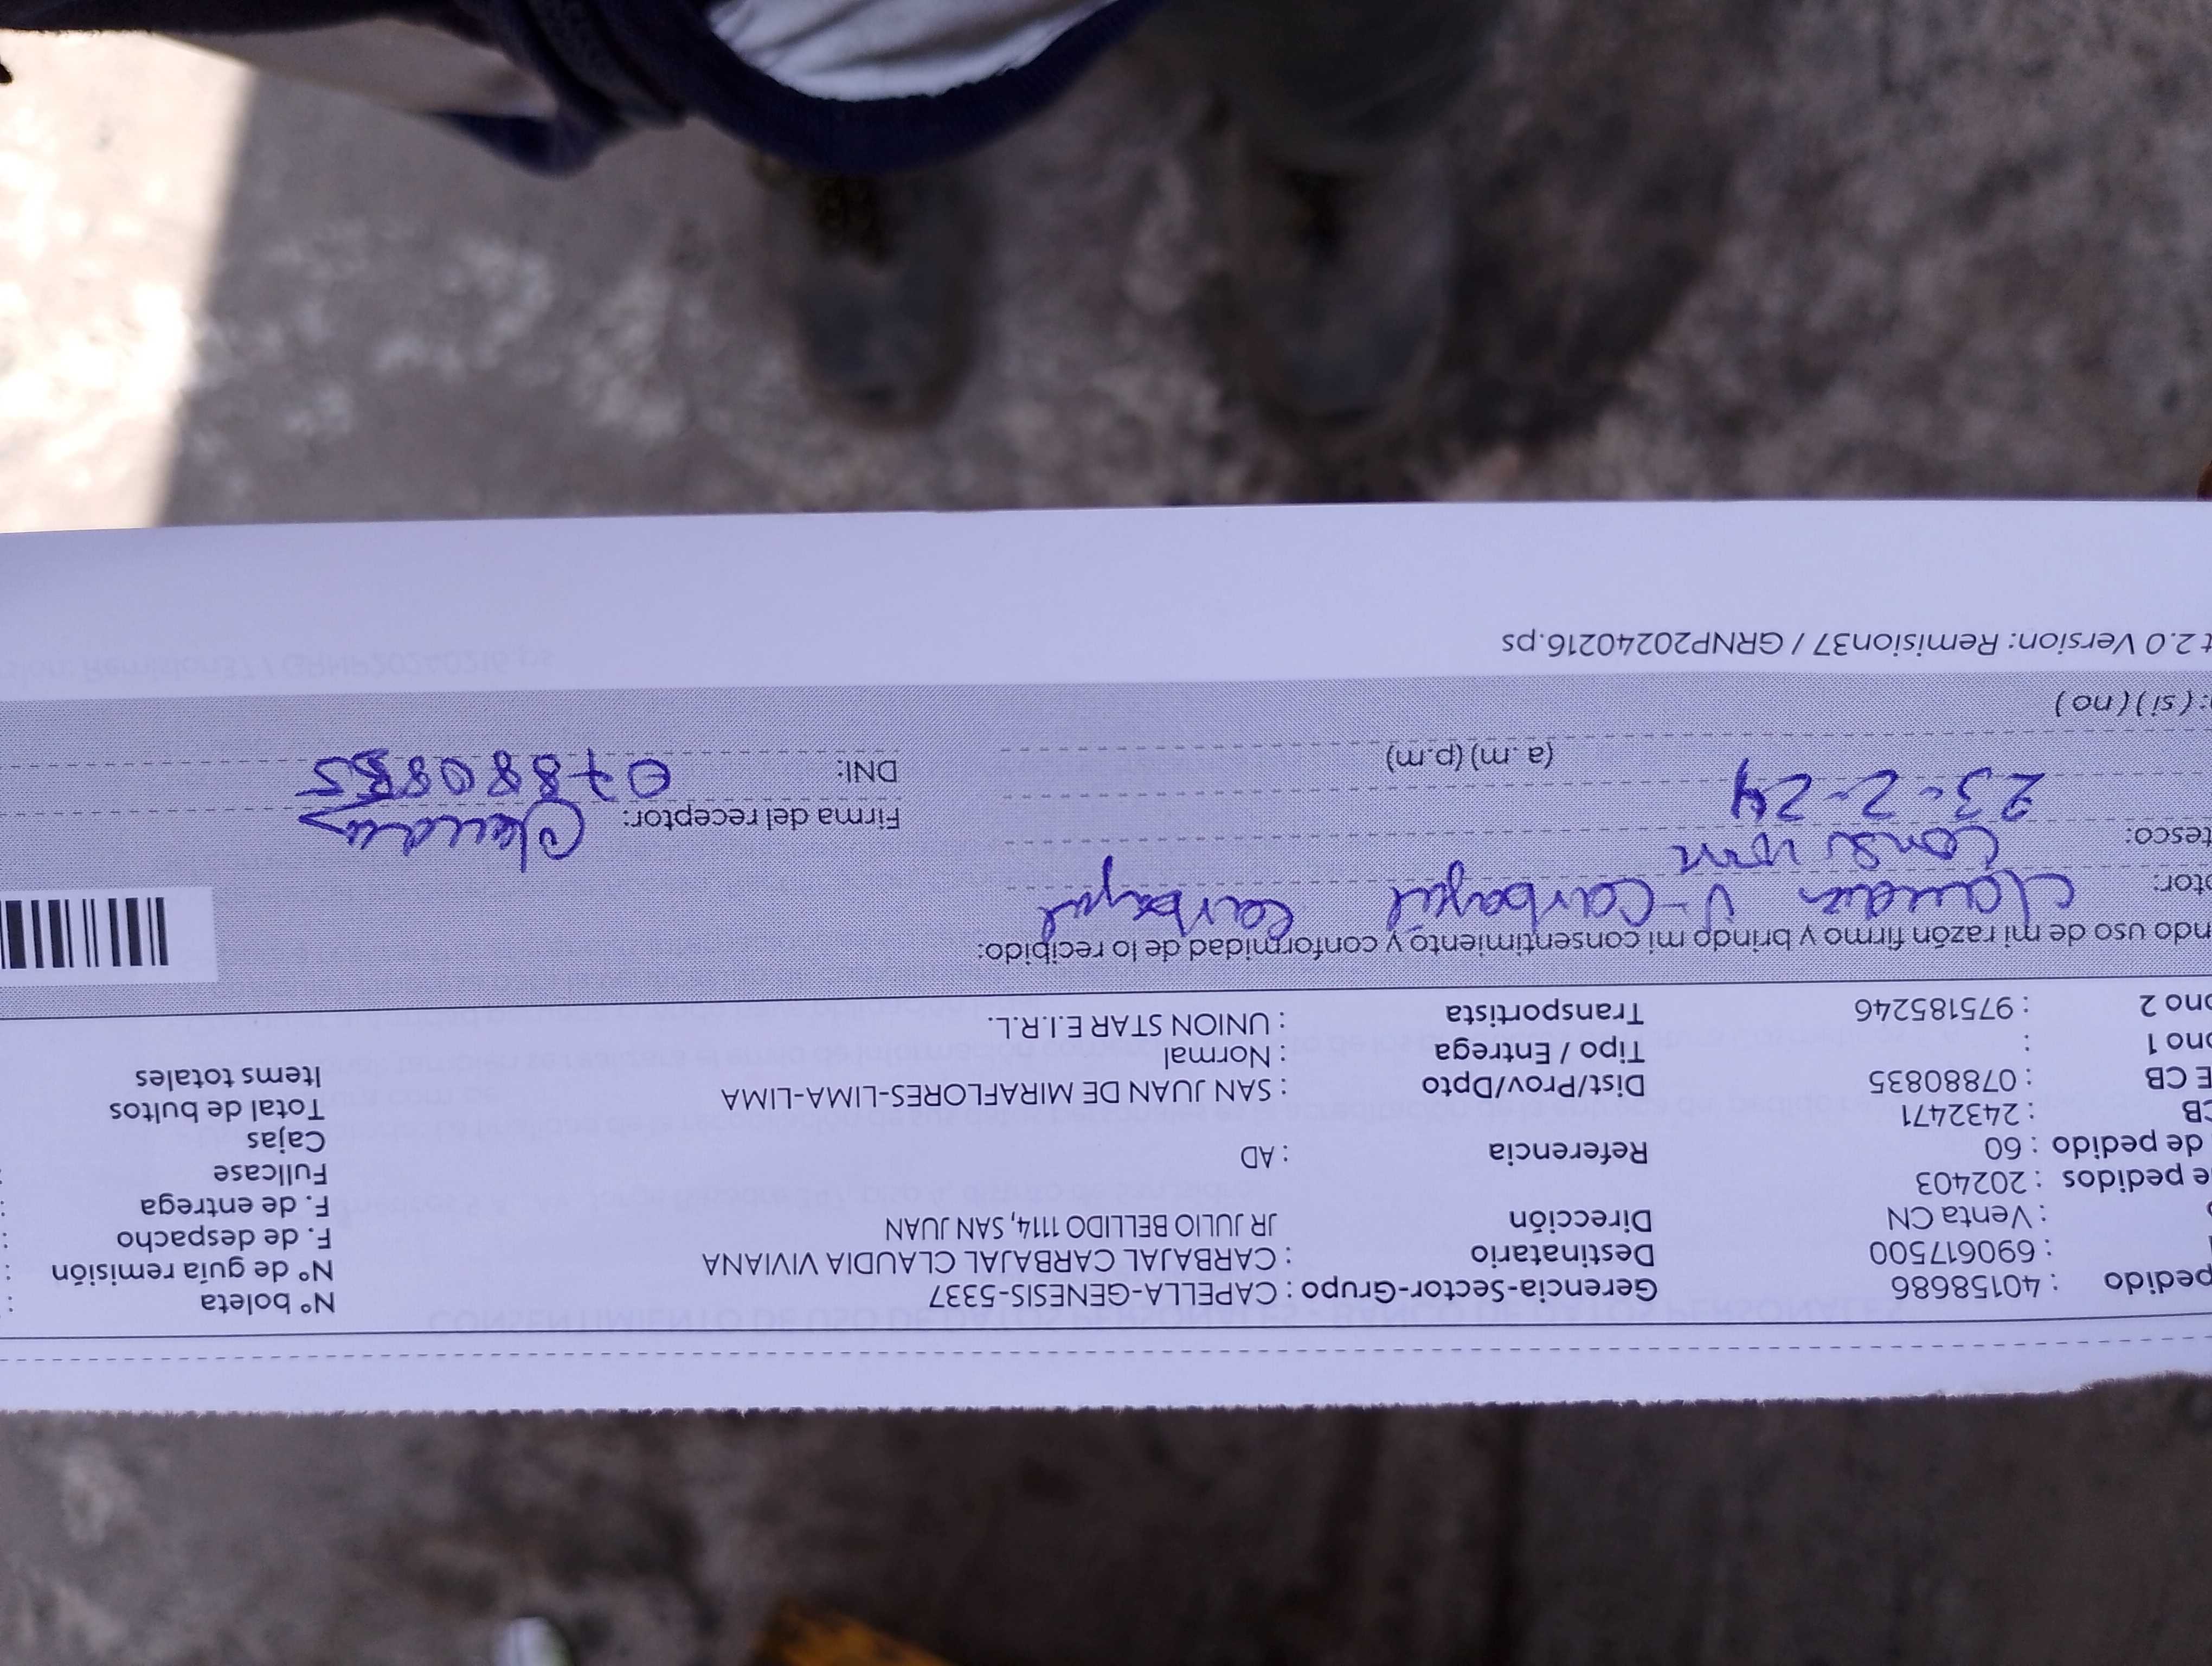 pedido : 40158686 Gerencia-Sector-Grupo : CAPELLA-GENESIS-5337 Nº boleta :
: 690617500 Destinatario : CARBAJAL CARBAJAL CLAUDIA VIVIANA Nº de guía remisión :
: Venta CN Dirección JR JULIO BELLIDO 1114, SAN JUAN F. de despacho :
e pedidos : 202403 F. de entrega :
de pedido : 60 Referencia : AD Fullcase :
CB : 2432471 Cajas
E CB : 07880835 Dist/Prov/Dpto : SAN JUAN DE MIRAFLORES-LIMA-LIMA Total de bultos
ono 1 : Tipo / Entrega : Normal Items totales
ono 2 : 975185246 Transportista : UNION STAR E.I.R.L.
ndo uso de mi razón firmo y brindo mi consentimiento y conformidad de lo recibido:
ptor: Claudia V. Carbajal Carbajal
tesco: Firma del receptor: Claudia
23-2-24 (a. m) (p.m) DNI:
: ( si ) ( no )
t 2.0 Version: Remision37 / GRNP20240216.ps